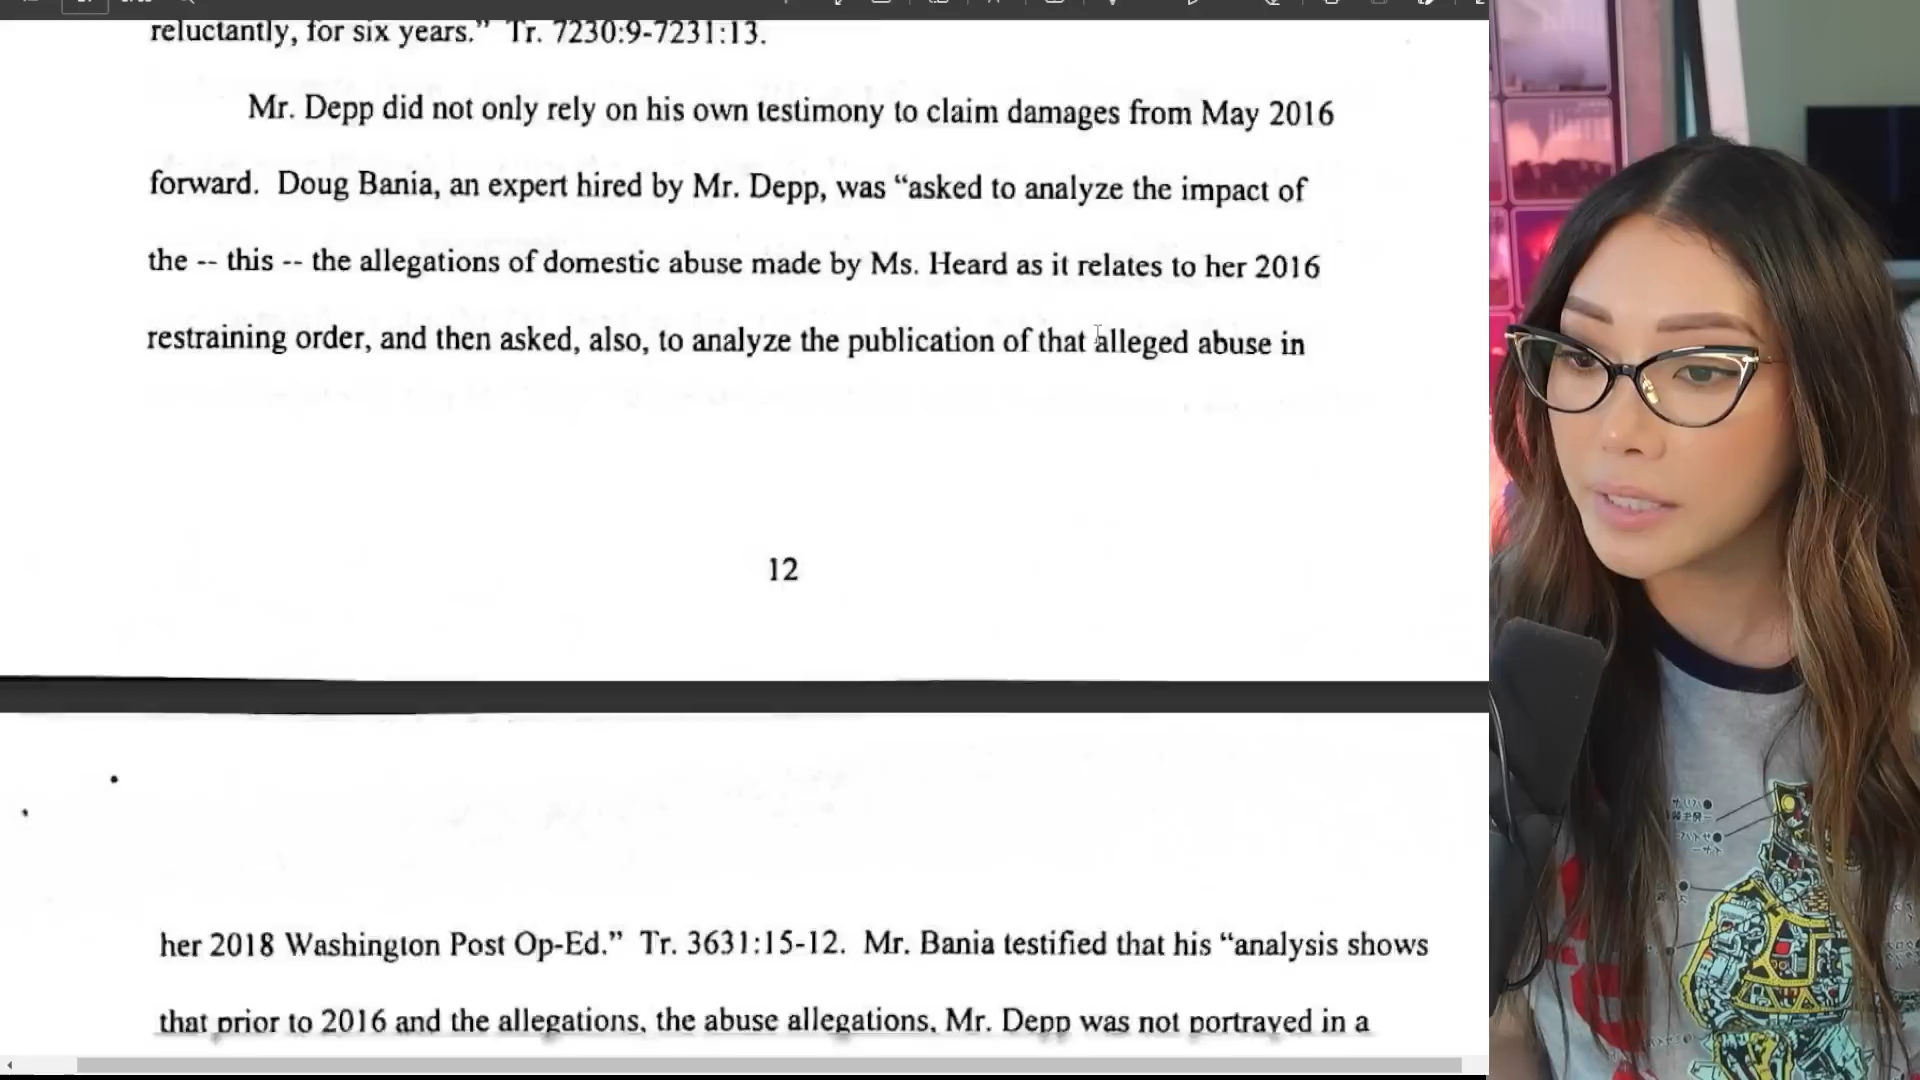 reluctantly, for six years.” Tr. 7230:9-7231:13.
Mr. Depp did not only rely on his own testimony to claim damages from May 2016
forward. Doug Bania, an expert hired by Mr. Depp, was “asked to analyze the impact of
the -- this -- the allegations of domestic abuse made by Ms. Heard as it relates to her 2016
restraining order, and then asked, also, to analyze the publication of that alleged abuse in
12
her 2018 Washington Post Op-Ed.” Tr. 3631:15-12. Mr. Bania testified that his “analysis shows
that prior to 2016 and the allegations, the abuse allegations, Mr. Depp was not portrayed in a